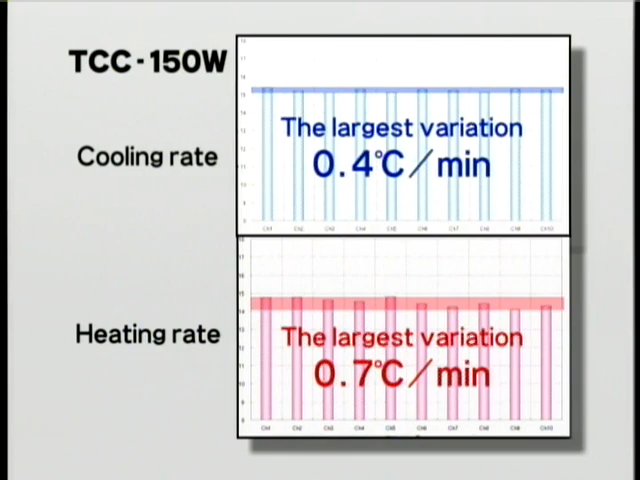 TCC-150W
Cooling rate
The largest variation
0.4℃/min
Heating rate
The largest variation
0.7℃/min